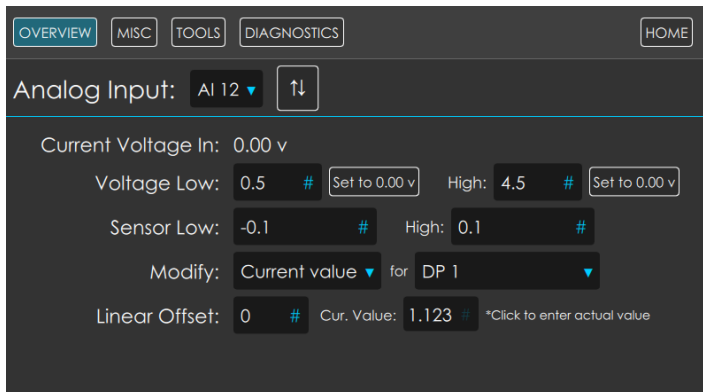 OVERVIEW MISC TOOLS DIAGNOSTICS HOME
Analog Input: AI 12 ▼ ⇅
Current Voltage In: 0.00 v
Voltage Low: 0.5 # Set to 0.00 v High: 4.5 # Set to 0.00 v
Sensor Low: -0.1 # High: 0.1 #
Modify: Current value ▼ for DP 1 ▼
Linear Offset: 0 # Cur. Value: 1.123 # *Click to enter actual value